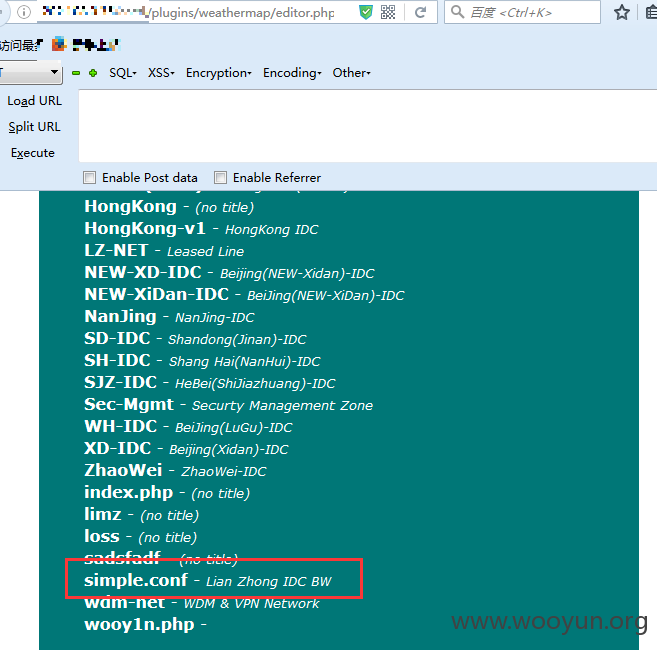 /plugins/weathermap/editor.php
百度 <Ctrl+K>
访问最
SQL XSS Encryption Encoding Other
Load URL
Split URL
Execute
Enable Post data Enable Referrer
HongKong - (no title)
HongKong-v1 - HongKong IDC
LZ-NET - Leased Line
NEW-XD-IDC - Beijing(NEW-Xidan)-IDC
NEW-XiDan-IDC - BeiJing(NEW-XiDan)-IDC
NanJing - NanJing-IDC
SD-IDC - Shandong(Jinan)-IDC
SH-IDC - Shang Hai(NanHui)-IDC
SJZ-IDC - HeBei(ShiJiazhuang)-IDC
Sec-Mgmt - Securty Management Zone
WH-IDC - BeiJing(LuGu)-IDC
XD-IDC - Beijing(Xidan)-IDC
ZhaoWei - ZhaoWei-IDC
index.php - (no title)
limz - (no title)
loss - (no title)
sadsfadf - (no title)
simple.conf - Lian Zhong IDC BW
wdm-net - WDM & VPN Network
wooy1n.php -
www.wooyun.org